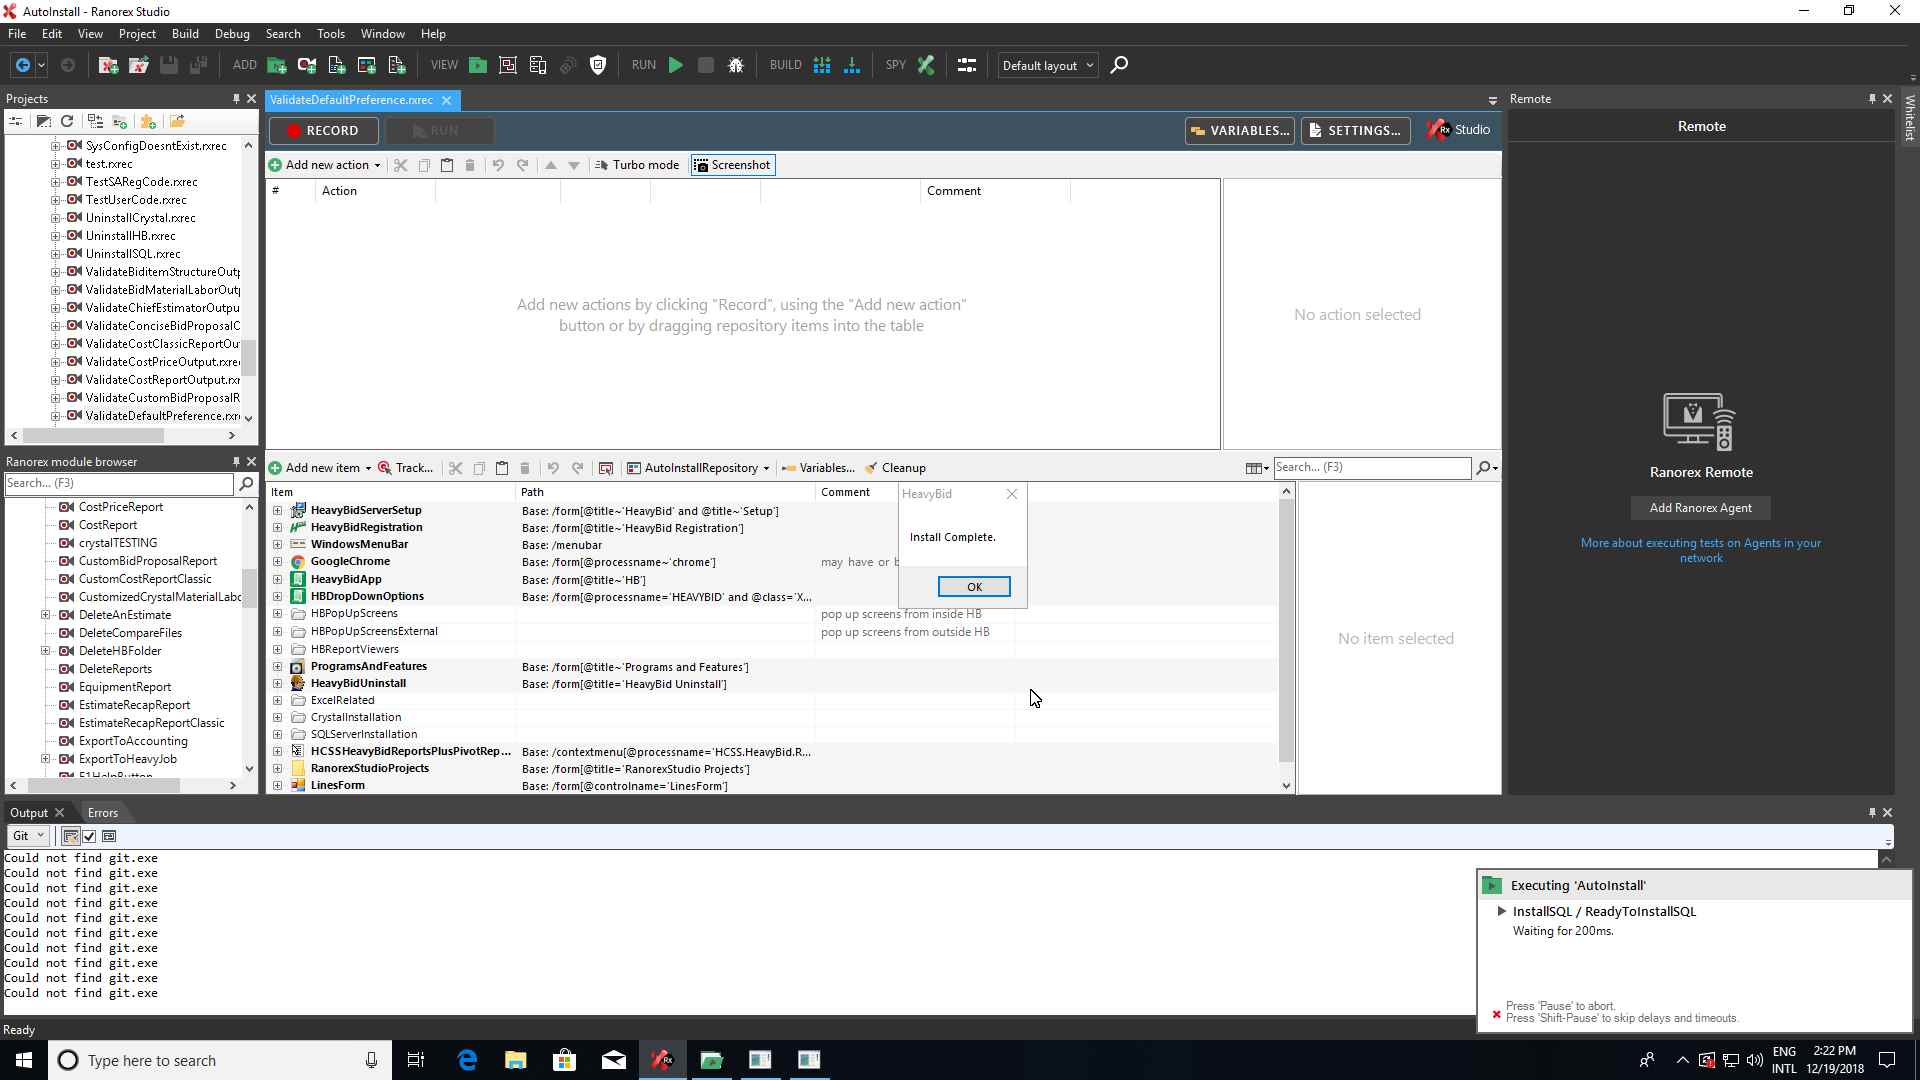 AutoInstall - Ranorex Studio
File Edit View Project Build Debug Search Tools Window Help
ADD VIEW RUN BUILD SPY Default layout
Projects
ValidateDefaultPreference.rxrec
Remote
Whitelist
RECORD RUN VARIABLES... SETTINGS... Rx Studio
Remote
Add new action Turbo mode Screenshot
# Action Comment
SysConfigDoesntExist.rxrec
test.rxrec
TestSARegCode.rxrec
TestUserCode.rxrec
UninstallCrystal.rxrec
UninstallHB.rxrec
UninstallSQL.rxrec
ValidateBiditemStructureOutp
ValidateBidMaterialLaborOutp
ValidateChiefEstimatorOutpu
ValidateConciseBidProposalC
ValidateCostClassicReportOu
ValidateCostPriceOutput.rxre
ValidateCostReportOutput.rxr
ValidateCustomBidProposalR
ValidateDefaultPreference.rxr
Add new actions by clicking "Record", using the "Add new action"
button or by dragging repository items into the table
No action selected
Ranorex Remote
Add Ranorex Agent
More about executing tests on Agents in your
network
Ranorex module browser
Search... (F3)
CostPriceReport
CostReport
crystalTESTING
CustomBidProposalReport
CustomCostReportClassic
CustomizedCrystalMaterialLabc
DeleteAnEstimate
DeleteCompareFiles
DeleteHBFolder
DeleteReports
EquipmentReport
EstimateRecapReport
EstimateRecapReportClassic
ExportToAccounting
ExportToHeavyJob
F1HelpButton
Add new item Track... AutoInstallRepository Variables... Cleanup Search... (F3)
Item Path Comment
HeavyBidServerSetup Base: /form[@title~'HeavyBid' and @title~'Setup']
HeavyBidRegistration Base: /form[@title~'HeavyBid Registration']
WindowsMenuBar Base: /menubar
GoogleChrome Base: /form[@processname~'chrome'] may have or b
HeavyBidApp Base: /form[@title~'HB']
HBDropDownOptions Base: /form[@processname='HEAVYBID' and @class='X...
HBPopUpScreens pop up screens from inside HB
HBPopUpScreensExternal pop up screens from outside HB
HBReportViewers
ProgramsAndFeatures Base: /form[@title~'Programs and Features']
HeavyBidUninstall Base: /form[@title='HeavyBid Uninstall']
ExcelRelated
CrystalInstallation
SQLServerInstallation
HCSSHeavyBidReportsPlusPivotRep... Base: /contextmenu[@processname='HCSS.HeavyBid.R...
RanorexStudioProjects Base: /form[@title='RanorexStudio Projects']
LinesForm Base: /form[@controlname='LinesForm']
HeavyBid
Install Complete.
OK
No item selected
Output Errors
Git
Could not find git.exe
Could not find git.exe
Could not find git.exe
Could not find git.exe
Could not find git.exe
Could not find git.exe
Could not find git.exe
Could not find git.exe
Could not find git.exe
Could not find git.exe
Executing 'AutoInstall'
InstallSQL / ReadyToInstallSQL
Waiting for 200ms.
Press 'Pause' to abort.
Press 'Shift-Pause' to skip delays and timeouts.
Ready
Type here to search
Rx
ENG
INTL
2:22 PM
12/19/2018